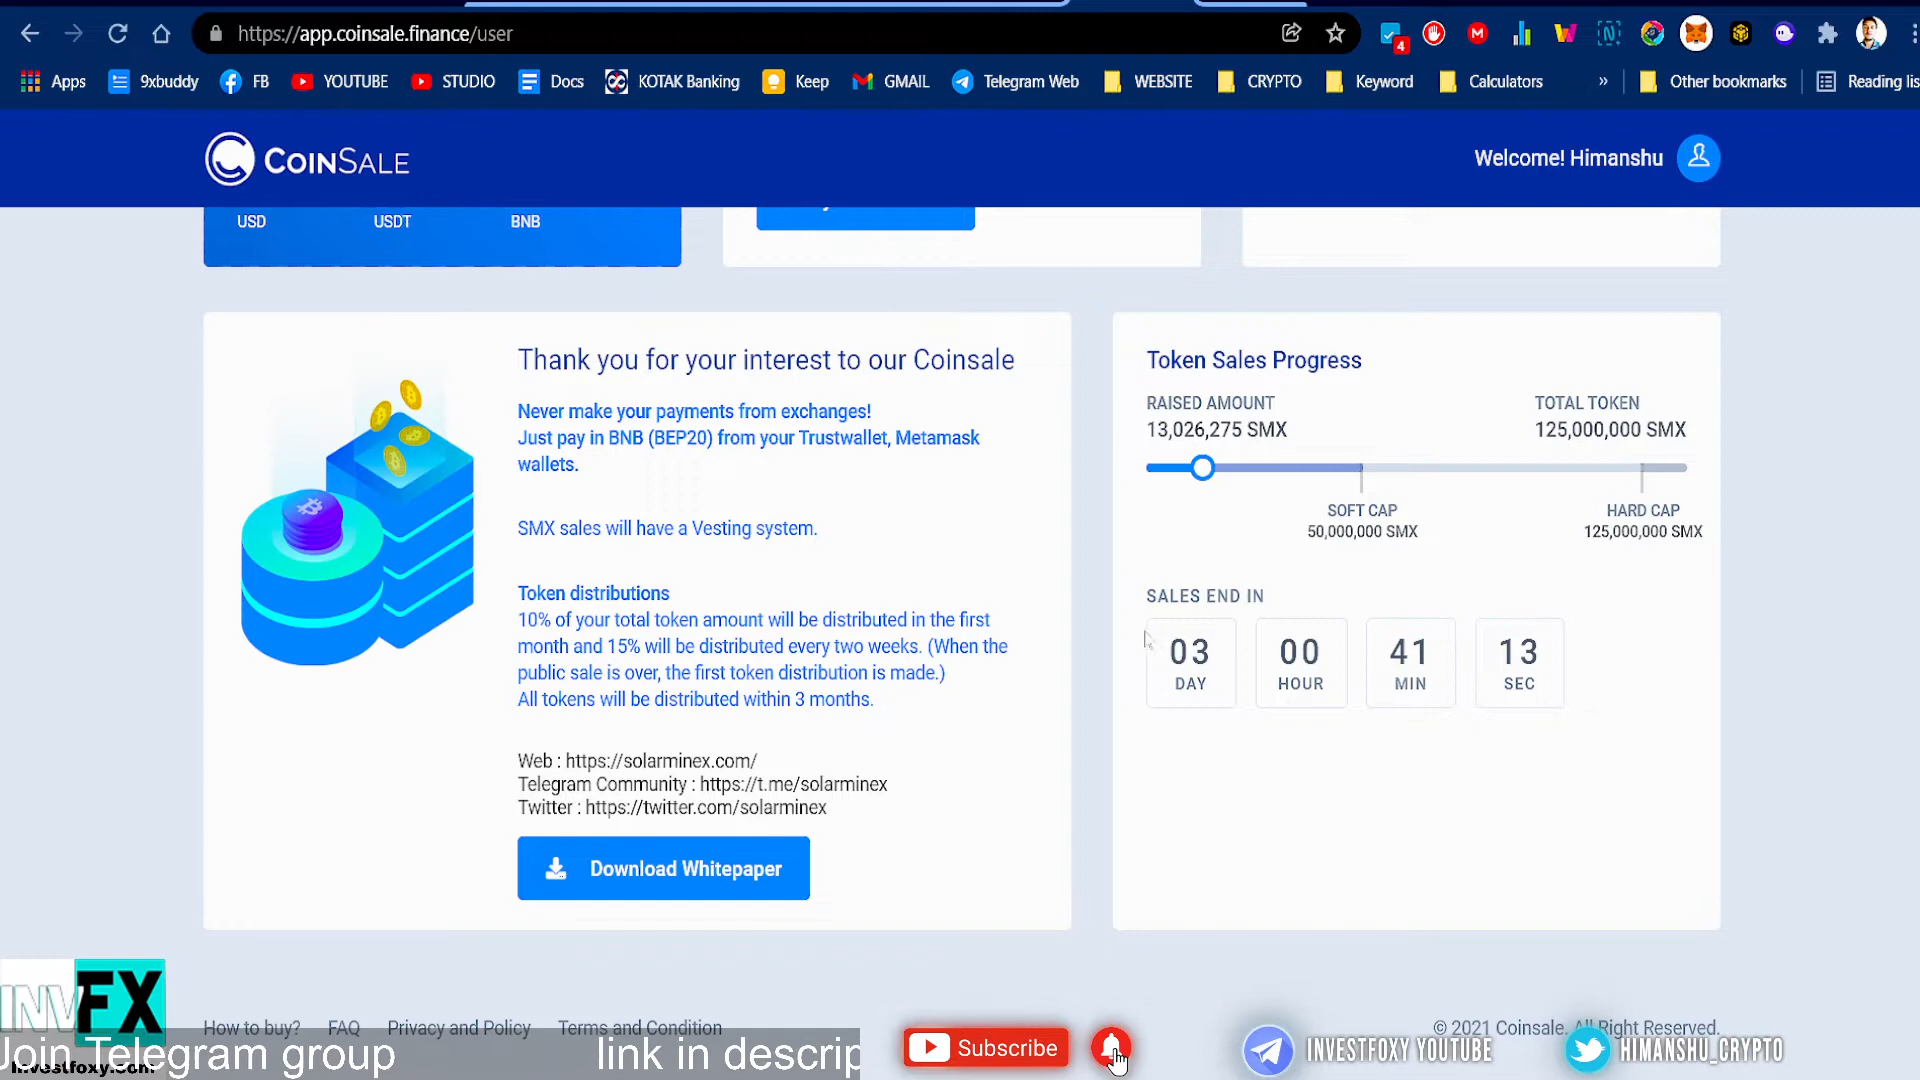 https://app.coinsale.finance/user
4
Apps 9xbuddy FB YOUTUBE STUDIO Docs KOTAK Banking Keep GMAIL Telegram Web WEBSITE CRYPTO Keyword Calculators » Other bookmarks Reading lis
COINSALE
Welcome! Himanshu
USD USDT BNB
Thank you for your interest to our Coinsale
Never make your payments from exchanges!
Just pay in BNB (BEP20) from your Trustwallet, Metamask
wallets.
SMX sales will have a Vesting system.
Token distributions
10% of your total token amount will be distributed in the first
month and 15% will be distributed every two weeks. (When the
public sale is over, the first token distribution is made.)
All tokens will be distributed within 3 months.
Web : https://solarminex.com/
Telegram Community : https://t.me/solarminex
Twitter : https://twitter.com/solarminex
Download Whitepaper
Token Sales Progress
RAISED AMOUNT TOTAL TOKEN
13,026,275 SMX 125,000,000 SMX
SOFT CAP HARD CAP
50,000,000 SMX 125,000,000 SMX
SALES END IN
03 00 41 13
DAY HOUR MIN SEC
INVFX
How to buy? FAQ Privacy and Policy Terms and Condition
© 2021 Coinsale. All Right Reserved.
Join Telegram group link in descrip
Investfoxy.com
Subscribe
INVESTFOXY YOUTUBE
HIMANSHU_CRYPTO